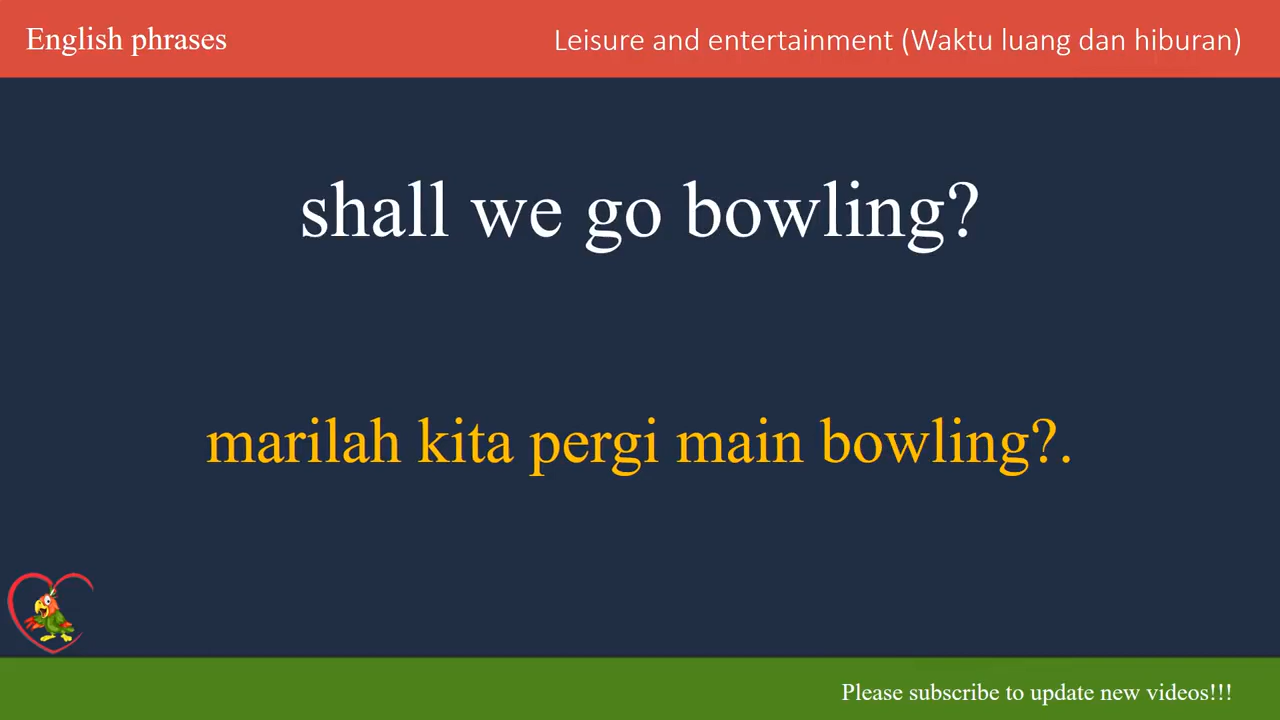 English phrases
Leisure and entertainment (Waktu luang dan hiburan)
shall we go bowling?
marilah kita pergi main bowling?.
Please subscribe to update new videos!!!